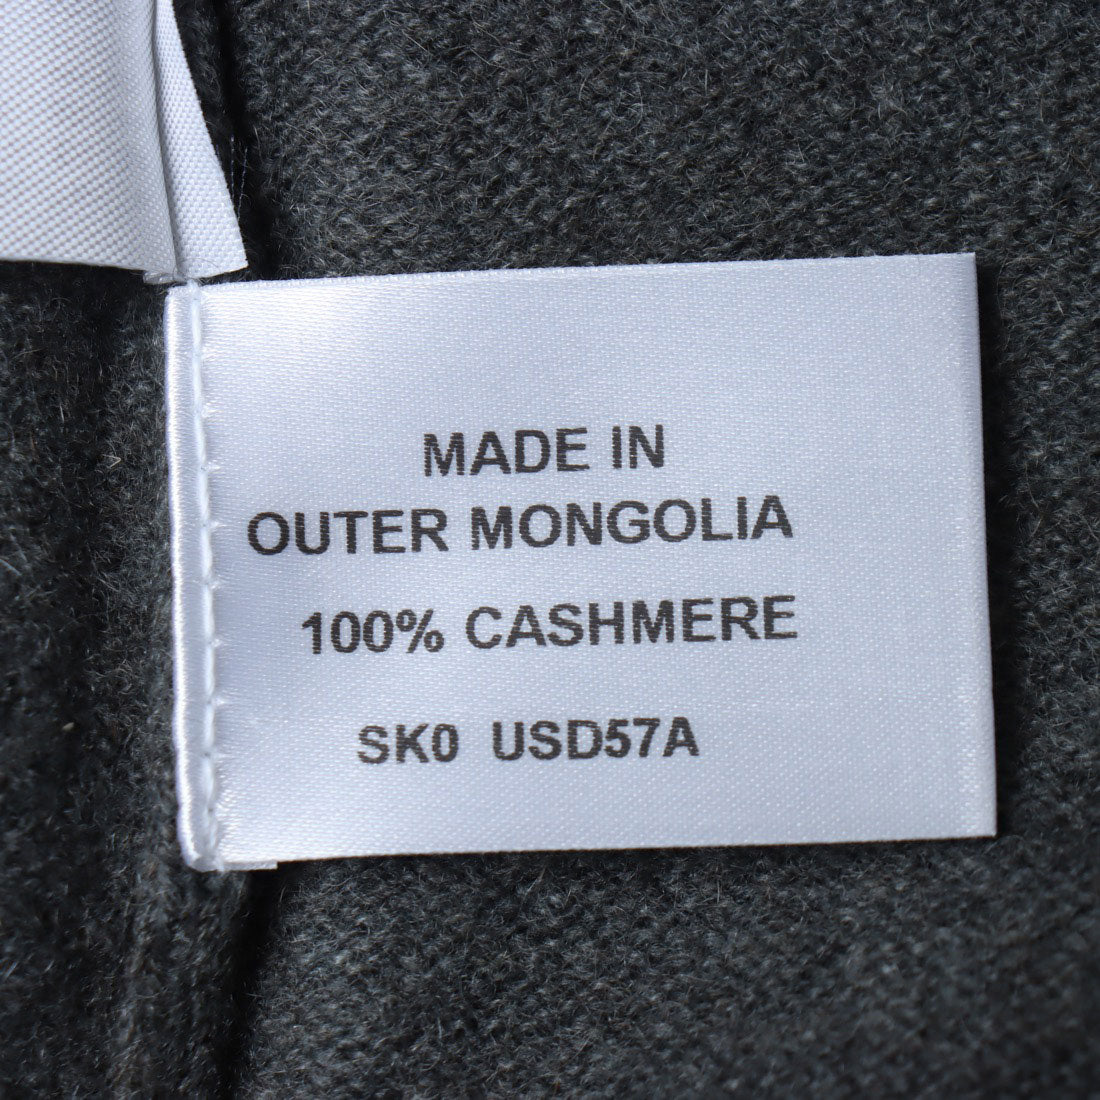 MADE IN
OUTER MONGOLIA
100% CASHMERE
SK0 USD57A